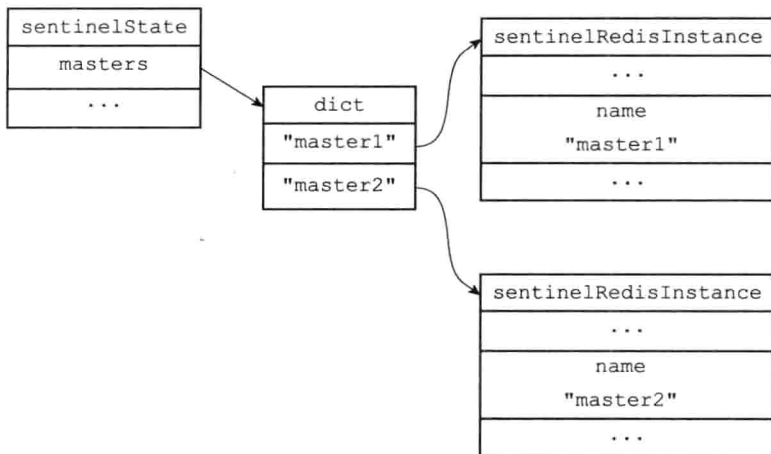 sentinelState
masters
...
dict
"master1"
"master2"
sentinelRedisInstance
...
name
"master1"
...
sentinelRedisInstance
...
name
"master2"
...